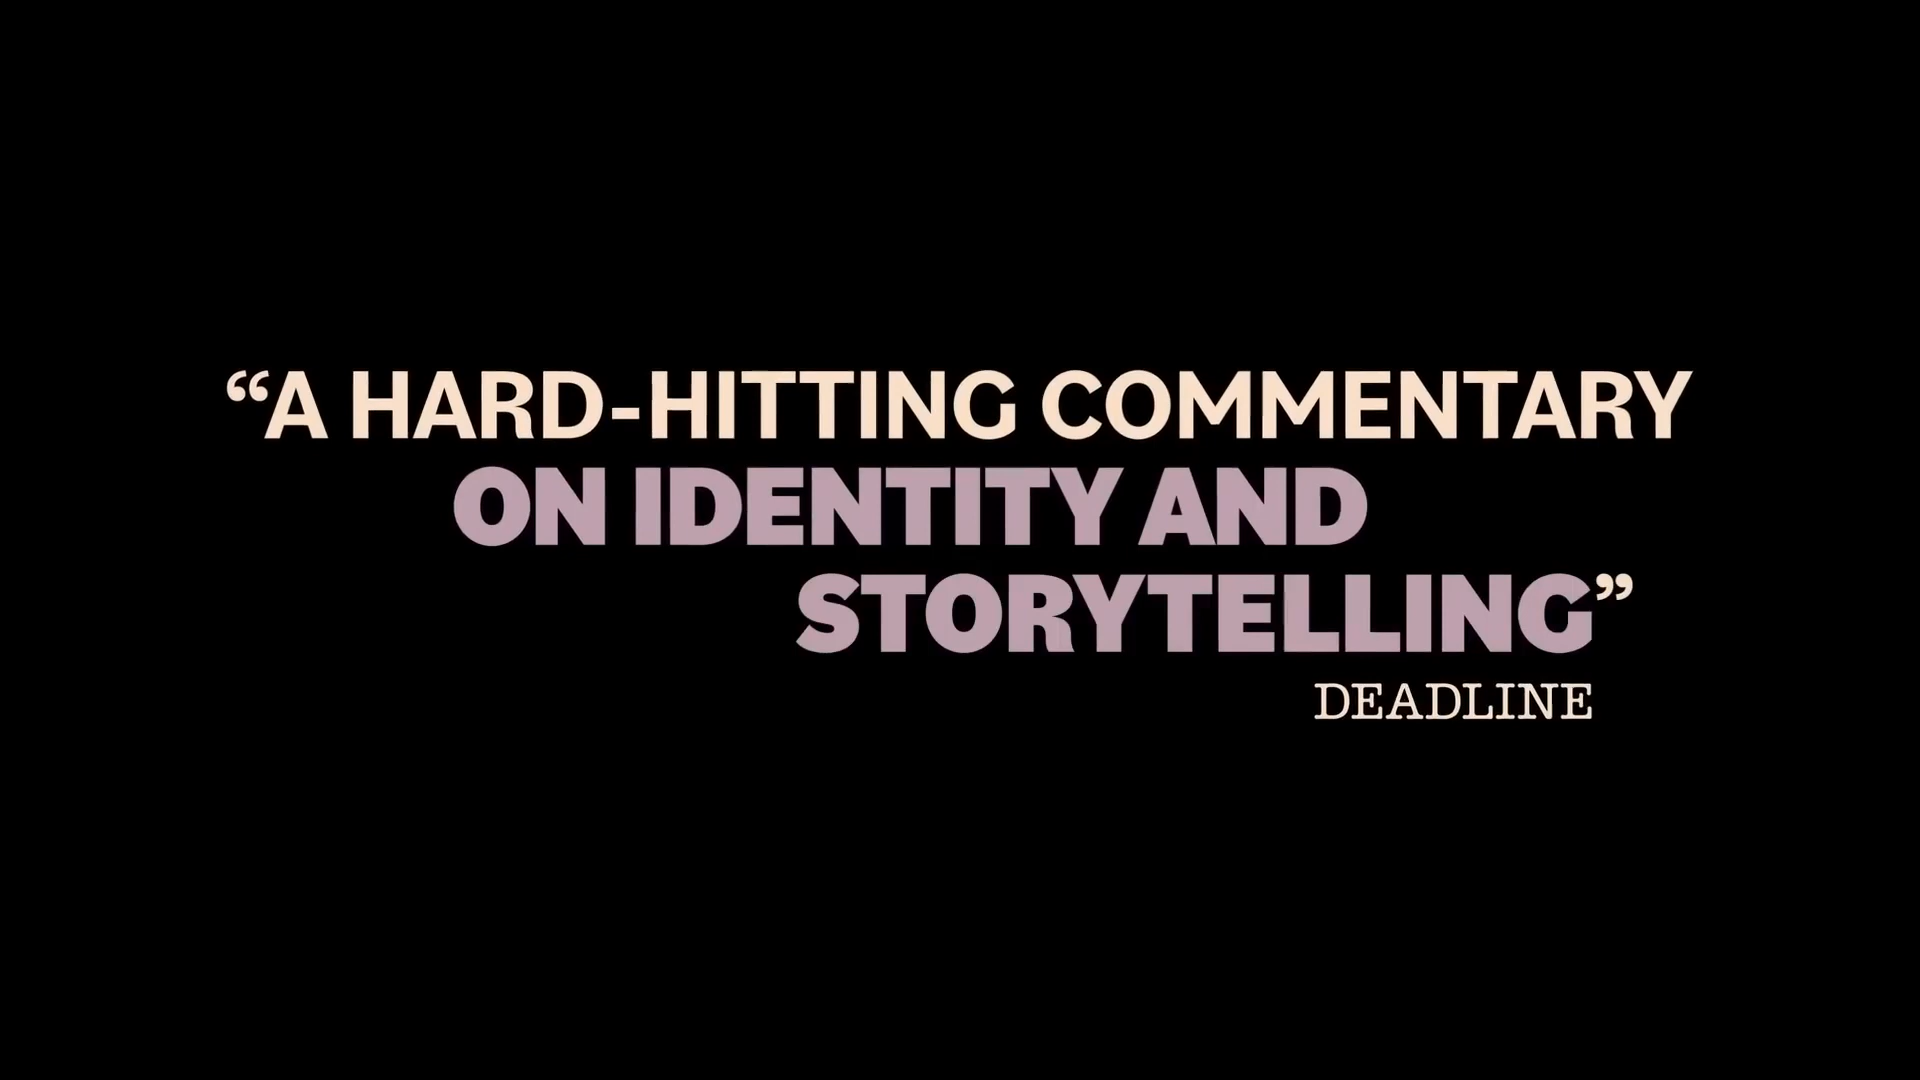 “A HARD-HITTING COMMENTARY
ON IDENTITY AND
STORYTELLING”
DEADLINE